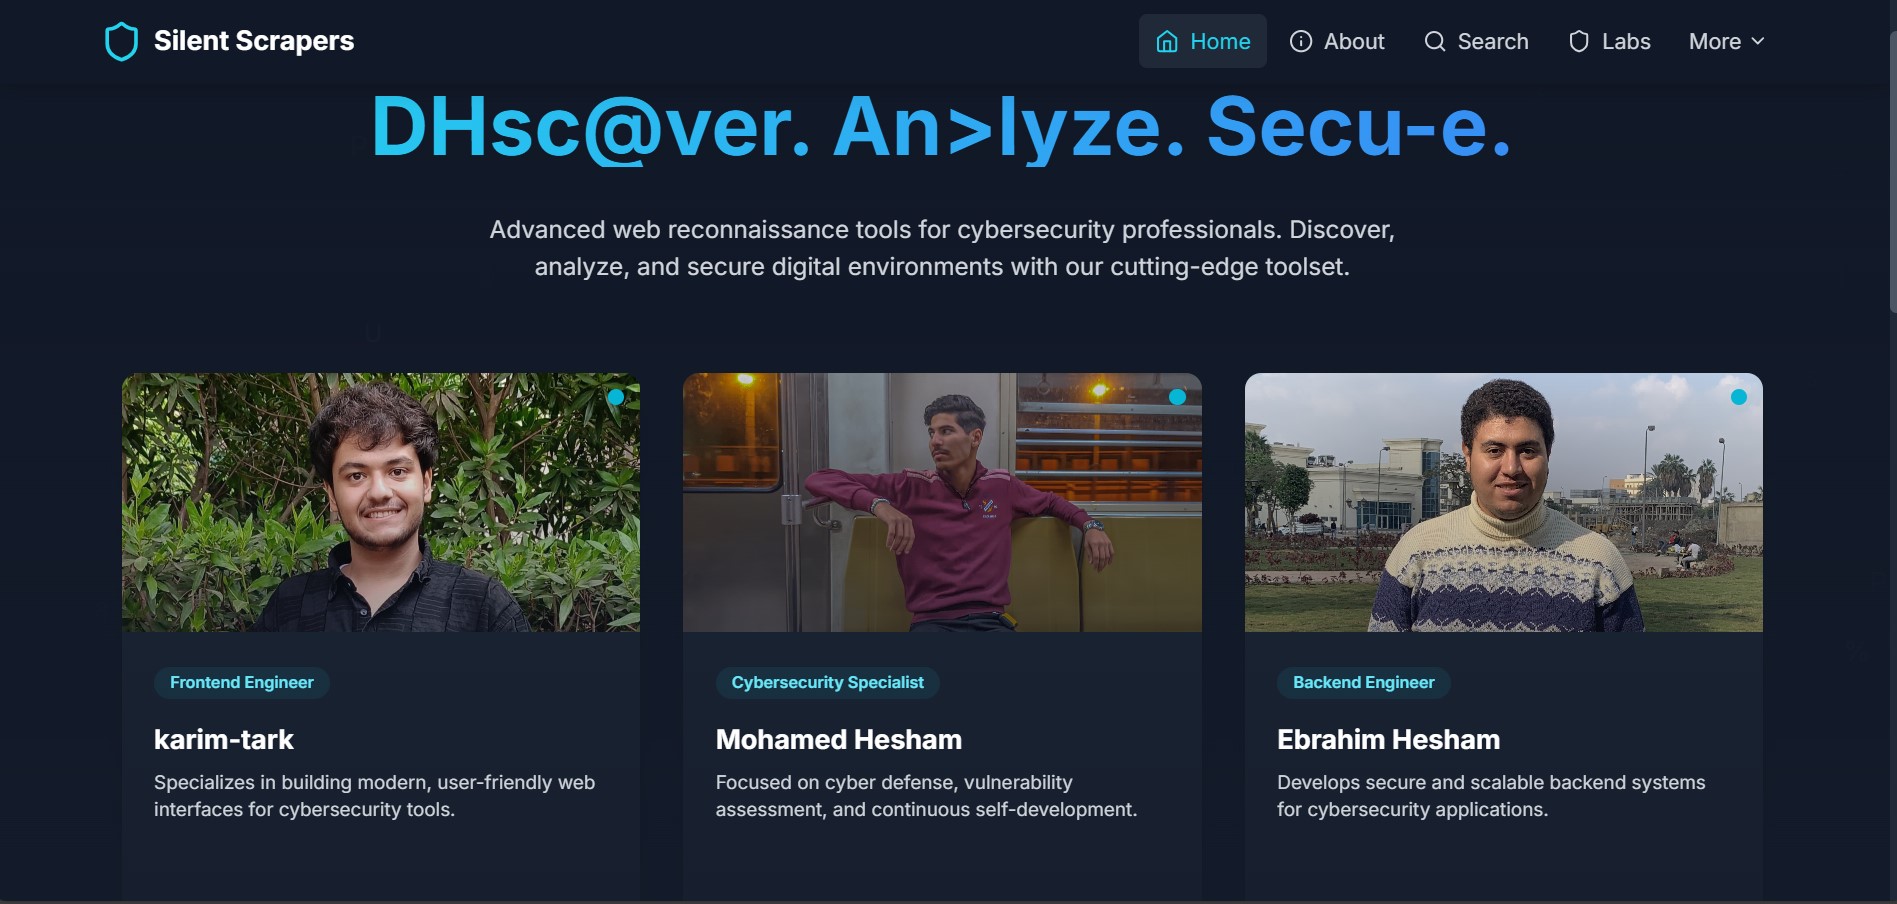 Silent Scrapers
Home
About
Search
Labs
More
DHsc@ver. An>lyze. Secu-e.
Advanced web reconnaissance tools for cybersecurity professionals. Discover,
analyze, and secure digital environments with our cutting-edge toolset.
Frontend Engineer
karim-tark
Specializes in building modern, user-friendly web
interfaces for cybersecurity tools.
Cybersecurity Specialist
Mohamed Hesham
Focused on cyber defense, vulnerability
assessment, and continuous self-development.
Backend Engineer
Ebrahim Hesham
Develops secure and scalable backend systems
for cybersecurity applications.